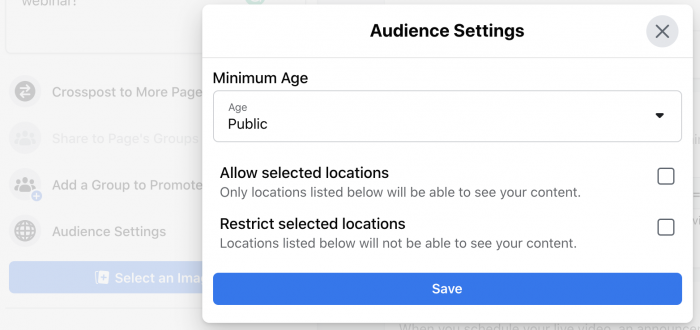 webinar!
Audience Settings
Minimum Age
Age
Public
Crosspost to More Page
Share to Page's Groups
Allow selected locations
Only locations listed below will be able to see your content.
Add a Group to Promote
Restrict selected locations
Locations listed below will not be able to see your content.
Audience Settings
Select an Ima
Save
When you schedule your live video, an announce